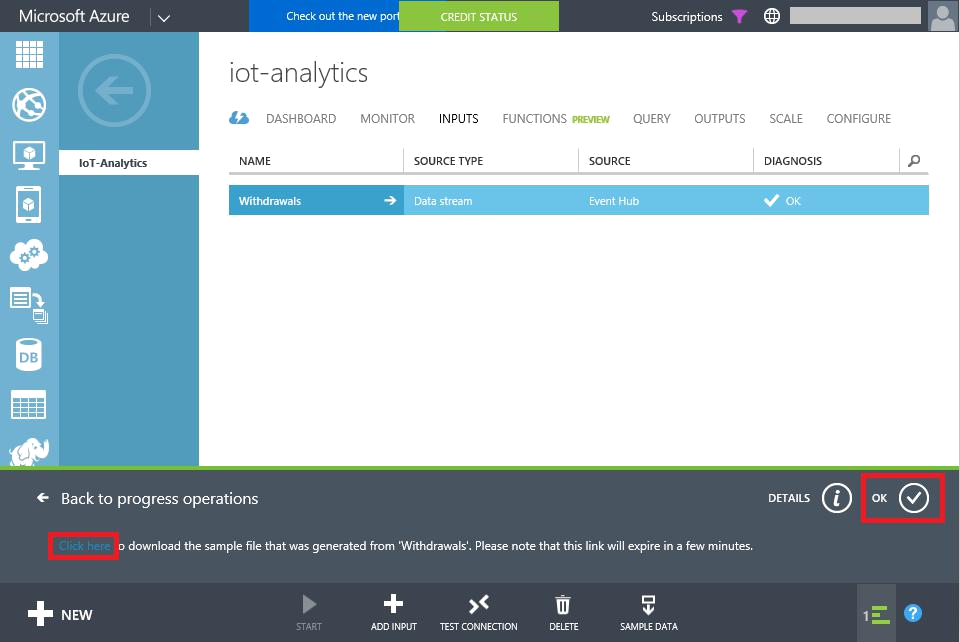 Microsoft Azure
Check out the new port
CREDIT STATUS
Subscriptions
iot-analytics
DASHBOARD MONITOR INPUTS FUNCTIONS PREVIEW QUERY OUTPUTS SCALE CONFIGURE
IoT-Analytics
NAME SOURCE TYPE SOURCE DIAGNOSIS
Withdrawals Data stream Event Hub OK
DB
Back to progress operations
DETAILS i OK
Click here o download the sample file that was generated from 'Withdrawals'. Please note that this link will expire in a few minutes.
NEW
START ADD INPUT TEST CONNECTION DELETE SAMPLE DATA
1 ?